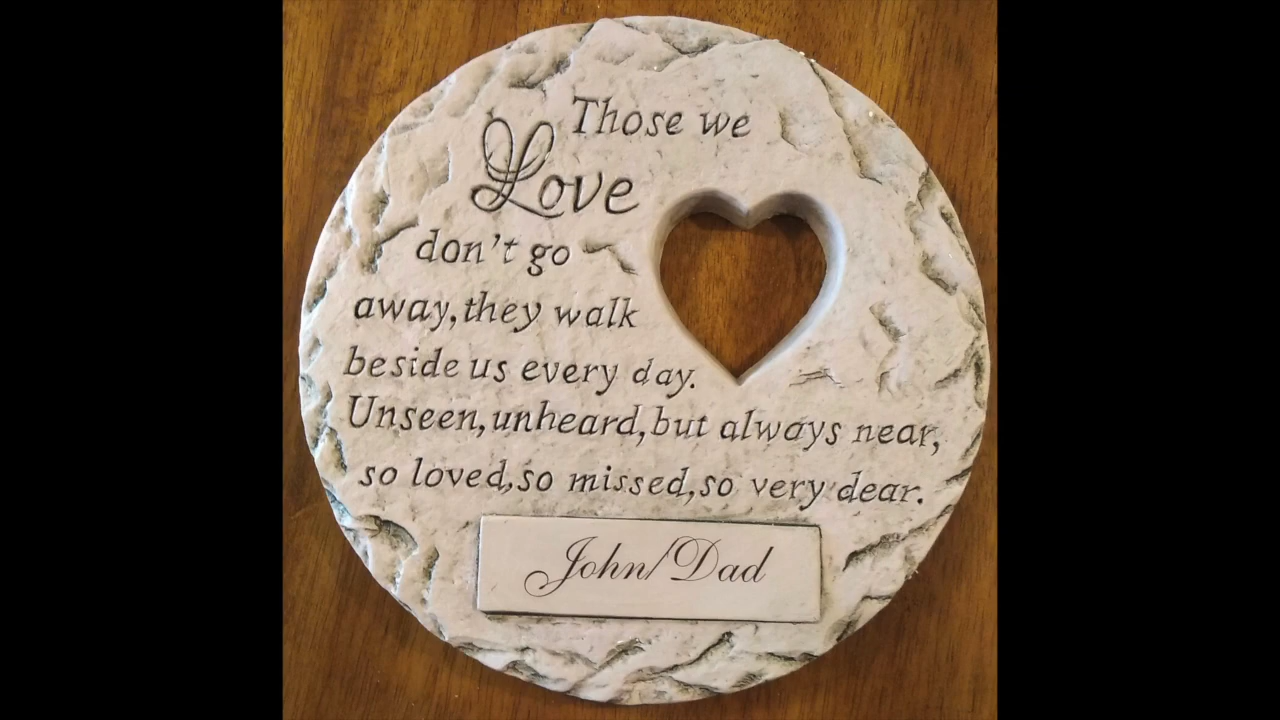 Those we
Love
don't go
away,they walk
beside us every day.
Unseen,unheard,but always near,
so loved,so missed,so very dear.
John/Dad